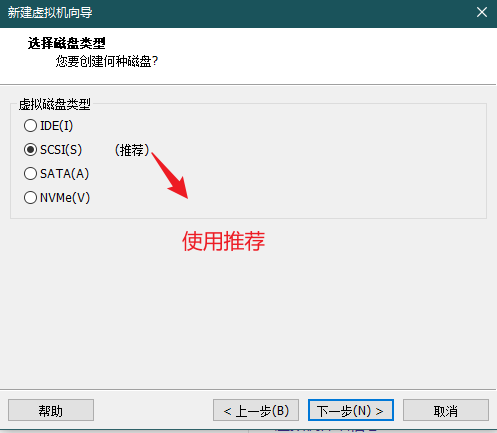 新建虚拟机向导
选择磁盘类型
您要创建何种磁盘?
虚拟磁盘类型
IDE(I)
SCSI(S) （推荐）
SATA(A)
NVMe(V)
使用推荐
帮助 < 上一步(B) 下一步(N) > 取消